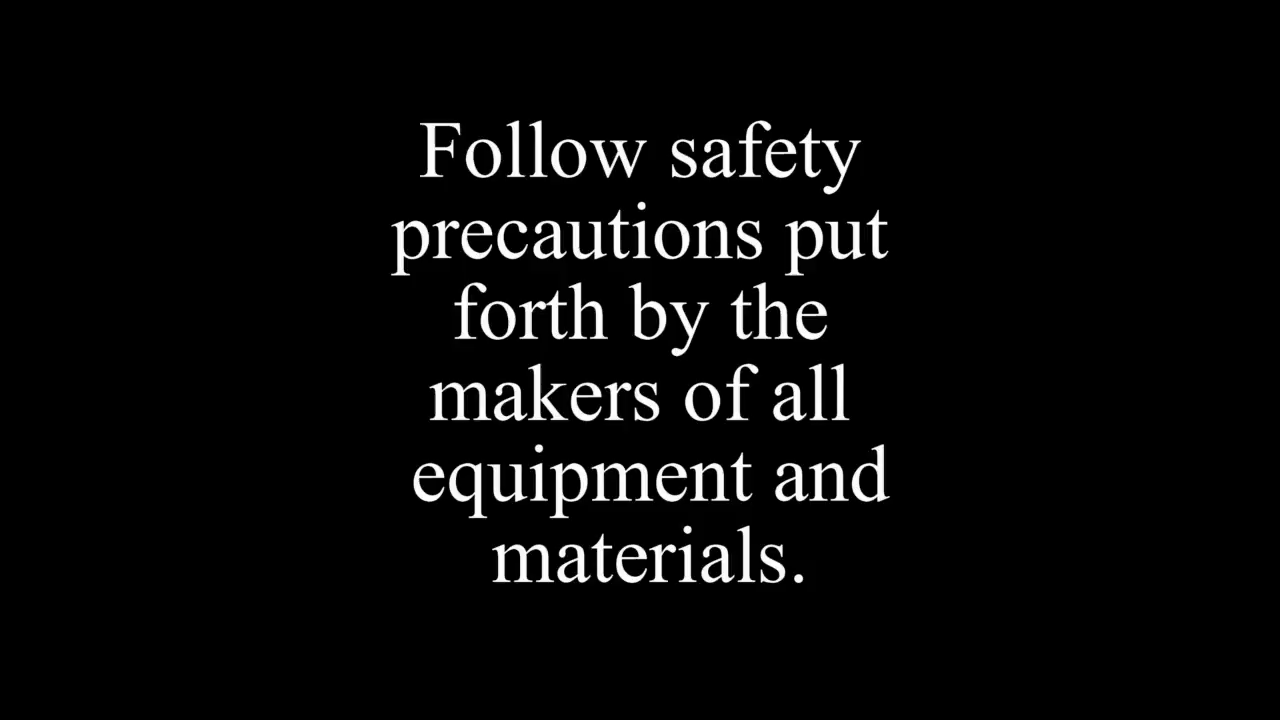 Follow safety
precautions put
forth by the
makers of all
equipment and
materials.